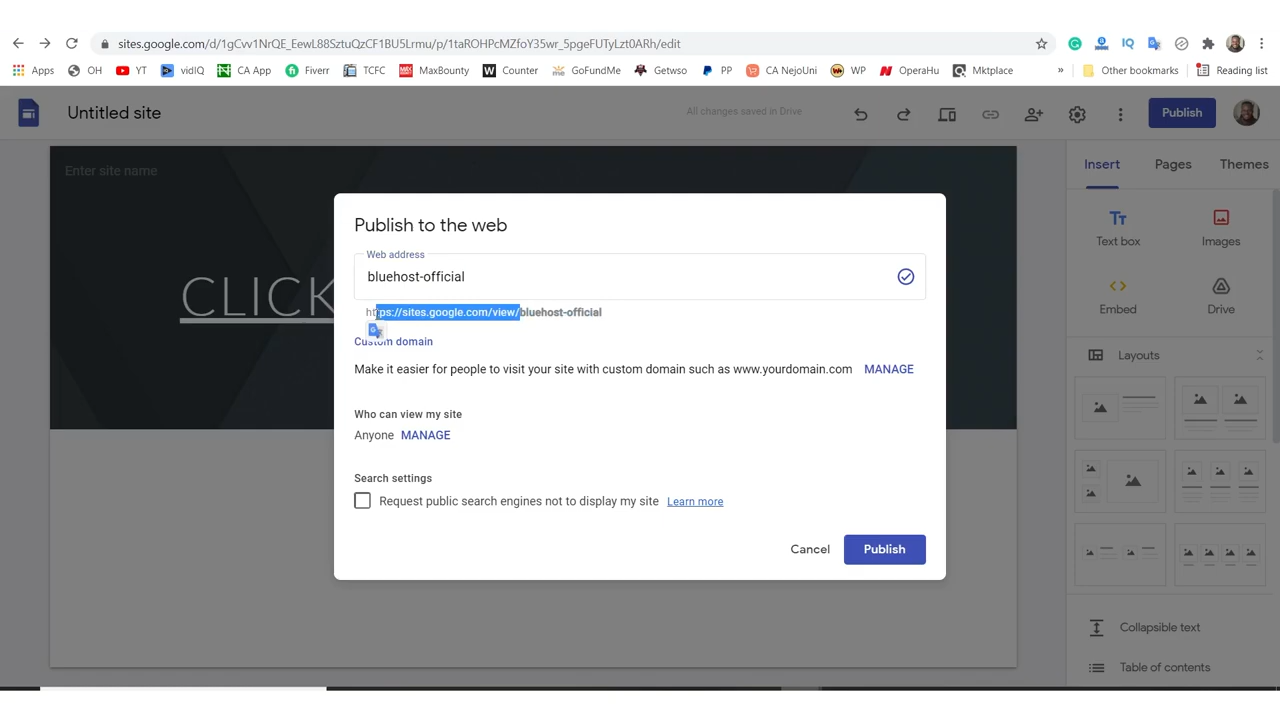 sites.google.com/d/1gCvv1NrQE_EewL88SztuQzCF1BU5Lrmu/p/1taROHPcMZfoY35wr_5pgeFUTyLzt0ARh/edit
Apps OH YT vidIQ CA App Fiverr TCFC MaxBounty Counter GoFundMe Getwso PP CA NejoUni WP OperaHu Mktplace » Other bookmarks Reading list
Untitled site
All changes saved in Drive
Publish
Enter site name
CLICK
Insert Pages Themes
Text box Images
Embed Drive
Layouts
Collapsible text
Table of contents
Publish to the web
Web address
bluehost-official
https://sites.google.com/view/bluehost-official
Custom domain
Make it easier for people to visit your site with custom domain such as www.yourdomain.com MANAGE
Who can view my site
Anyone MANAGE
Search settings
Request public search engines not to display my site Learn more
Cancel Publish